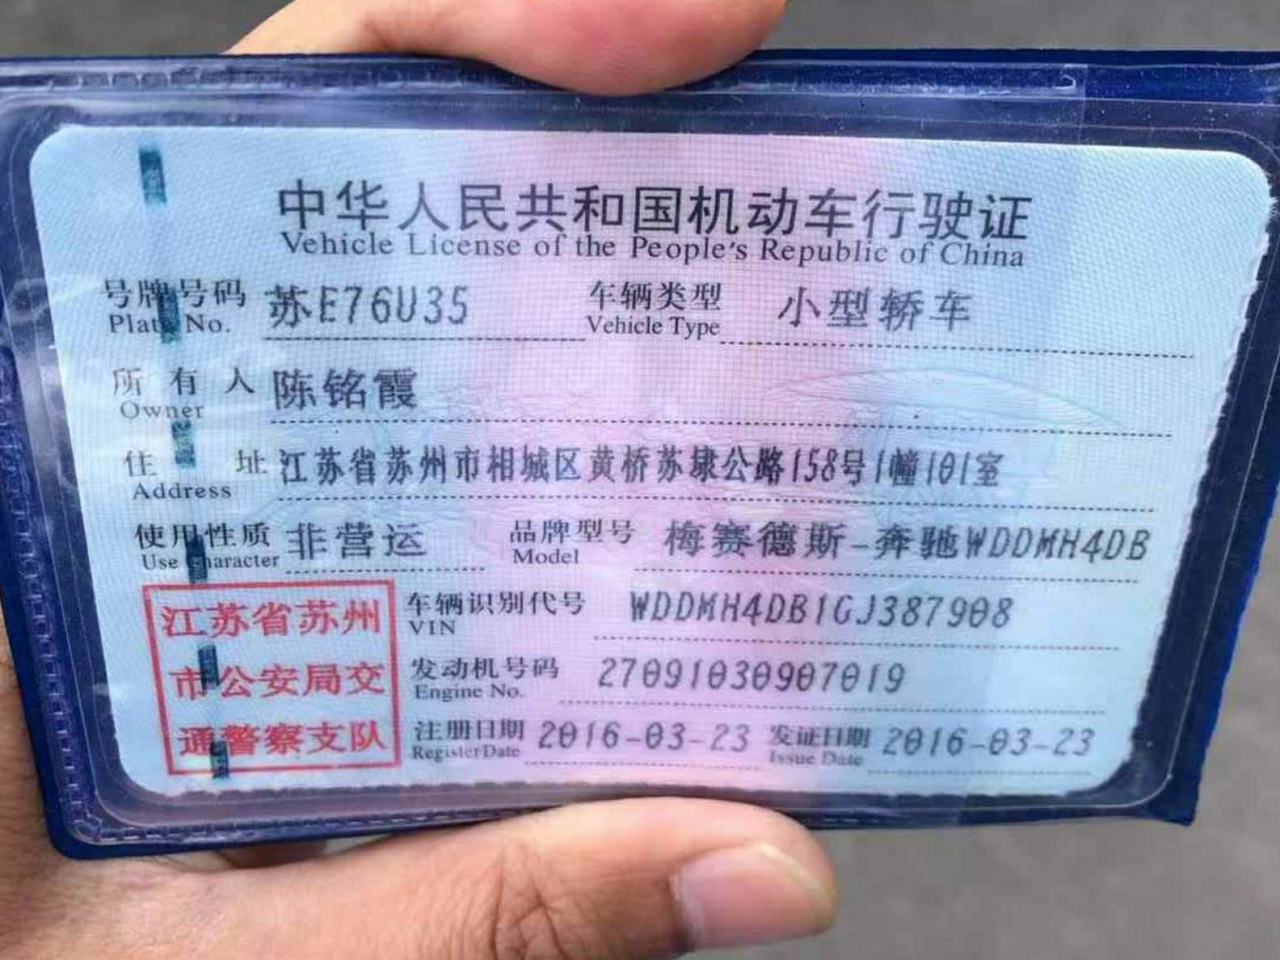 中华人民共和国机动车行驶证
Vehicle License of the People's Republic of China
号牌号码 苏E76U35 车辆类型 小型轿车
Plate No. Vehicle Type
所有人 陈铭霞
Owner
住址 江苏省苏州市相城区黄桥苏埭公路158号1幢101室
Address
使用性质 非营运 品牌型号 梅赛德斯-奔驰WDDMH4DB
Use Character Model
江苏省苏州
市公安局交
通警察支队
车辆识别代号 WDDMH4DB1GJ387908
VIN
发动机号码 27091030907019
Engine No.
注册日期 2016-03-23 发证日期 2016-03-23
Register Date Issue Date